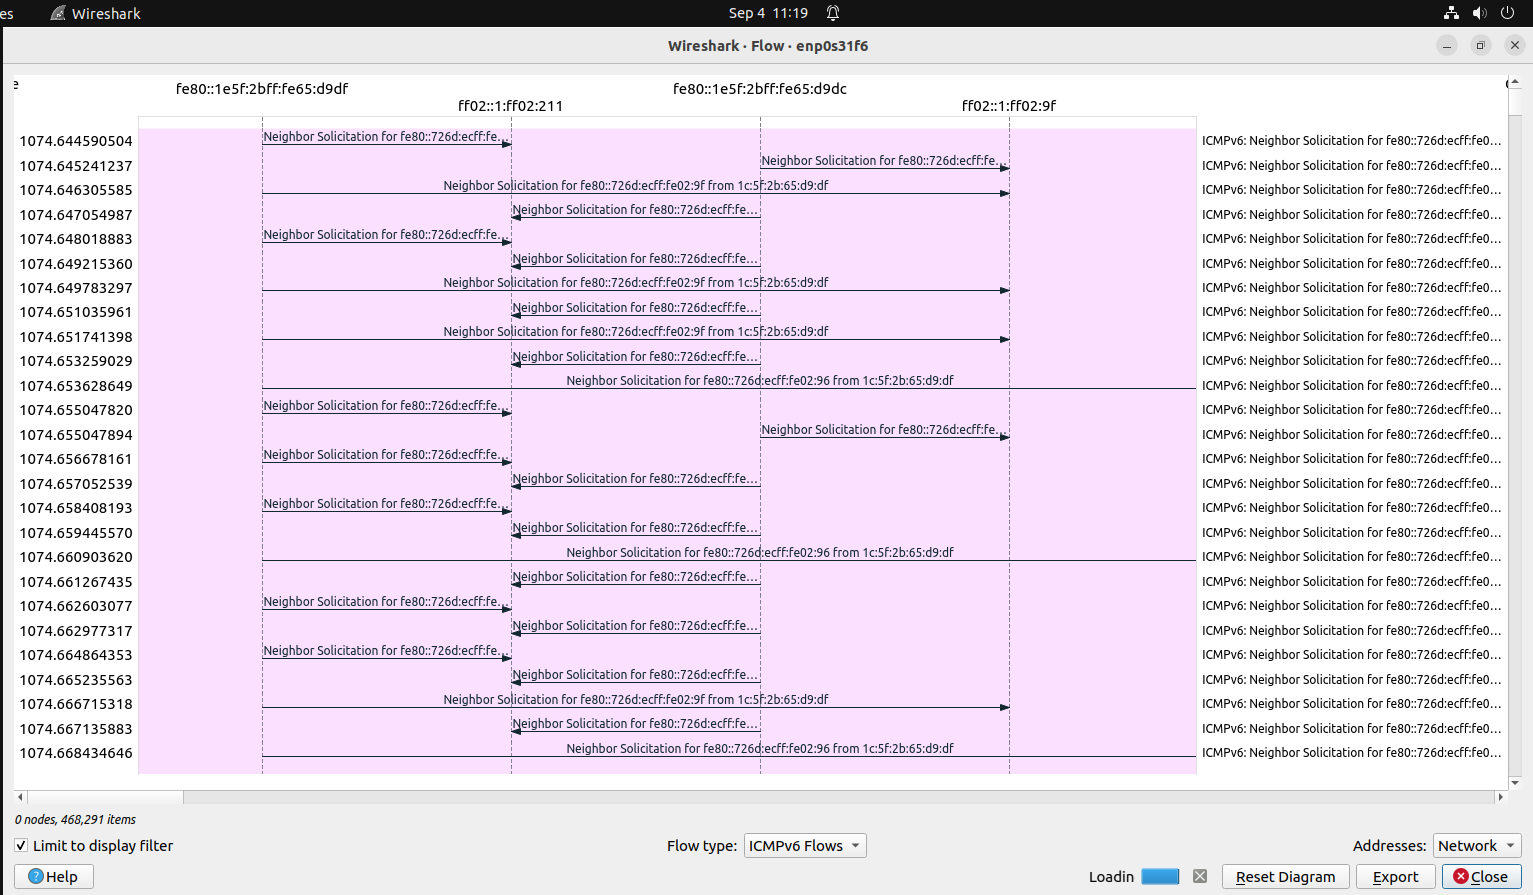 es Wireshark Sep 4 11:19
Wireshark · Flow · enp0s31f6
e fe80::1e5f:2bff:fe65:d9df fe80::1e5f:2bff:fe65:d9dc
ff02::1:ff02:211 ff02::1:ff02:9f
1074.644590504 Neighbor Solicitation for fe80::726d:ecff:fe... ICMPv6: Neighbor Solicitation for fe80::726d:ecff:fe0...
1074.645241237 Neighbor Solicitation for fe80::726d:ecff:fe... ICMPv6: Neighbor Solicitation for fe80::726d:ecff:fe0...
1074.646305585 Neighbor Solicitation for fe80::726d:ecff:fe02:9f from 1c:5f:2b:65:d9:df ICMPv6: Neighbor Solicitation for fe80::726d:ecff:fe0...
1074.647054987 Neighbor Solicitation for fe80::726d:ecff:fe... ICMPv6: Neighbor Solicitation for fe80::726d:ecff:fe0...
1074.648018883 Neighbor Solicitation for fe80::726d:ecff:fe... ICMPv6: Neighbor Solicitation for fe80::726d:ecff:fe0...
1074.649215360 Neighbor Solicitation for fe80::726d:ecff:fe... ICMPv6: Neighbor Solicitation for fe80::726d:ecff:fe0...
1074.649783297 Neighbor Solicitation for fe80::726d:ecff:fe02:9f from 1c:5f:2b:65:d9:df ICMPv6: Neighbor Solicitation for fe80::726d:ecff:fe0...
1074.651035961 Neighbor Solicitation for fe80::726d:ecff:fe... ICMPv6: Neighbor Solicitation for fe80::726d:ecff:fe0...
1074.651741398 Neighbor Solicitation for fe80::726d:ecff:fe02:9f from 1c:5f:2b:65:d9:df ICMPv6: Neighbor Solicitation for fe80::726d:ecff:fe0...
1074.653259029 Neighbor Solicitation for fe80::726d:ecff:fe... ICMPv6: Neighbor Solicitation for fe80::726d:ecff:fe0...
1074.653628649 Neighbor Solicitation for fe80::726d:ecff:fe02:96 from 1c:5f:2b:65:d9:df ICMPv6: Neighbor Solicitation for fe80::726d:ecff:fe0...
1074.655047820 Neighbor Solicitation for fe80::726d:ecff:fe... ICMPv6: Neighbor Solicitation for fe80::726d:ecff:fe0...
1074.655047894 Neighbor Solicitation for fe80::726d:ecff:fe... ICMPv6: Neighbor Solicitation for fe80::726d:ecff:fe0...
1074.656678161 Neighbor Solicitation for fe80::726d:ecff:fe... ICMPv6: Neighbor Solicitation for fe80::726d:ecff:fe0...
1074.657052539 Neighbor Solicitation for fe80::726d:ecff:fe... ICMPv6: Neighbor Solicitation for fe80::726d:ecff:fe0...
1074.658408193 Neighbor Solicitation for fe80::726d:ecff:fe... ICMPv6: Neighbor Solicitation for fe80::726d:ecff:fe0...
1074.659445570 Neighbor Solicitation for fe80::726d:ecff:fe... ICMPv6: Neighbor Solicitation for fe80::726d:ecff:fe0...
1074.660903620 Neighbor Solicitation for fe80::726d:ecff:fe02:96 from 1c:5f:2b:65:d9:df ICMPv6: Neighbor Solicitation for fe80::726d:ecff:fe0...
1074.661267435 Neighbor Solicitation for fe80::726d:ecff:fe... ICMPv6: Neighbor Solicitation for fe80::726d:ecff:fe0...
1074.662603077 Neighbor Solicitation for fe80::726d:ecff:fe... ICMPv6: Neighbor Solicitation for fe80::726d:ecff:fe0...
1074.662977317 Neighbor Solicitation for fe80::726d:ecff:fe... ICMPv6: Neighbor Solicitation for fe80::726d:ecff:fe0...
1074.664864353 Neighbor Solicitation for fe80::726d:ecff:fe... ICMPv6: Neighbor Solicitation for fe80::726d:ecff:fe0...
1074.665235563 Neighbor Solicitation for fe80::726d:ecff:fe... ICMPv6: Neighbor Solicitation for fe80::726d:ecff:fe0...
1074.666715318 Neighbor Solicitation for fe80::726d:ecff:fe02:9f from 1c:5f:2b:65:d9:df ICMPv6: Neighbor Solicitation for fe80::726d:ecff:fe0...
1074.667135883 Neighbor Solicitation for fe80::726d:ecff:fe... ICMPv6: Neighbor Solicitation for fe80::726d:ecff:fe0...
1074.668434646 Neighbor Solicitation for fe80::726d:ecff:fe02:96 from 1c:5f:2b:65:d9:df ICMPv6: Neighbor Solicitation for fe80::726d:ecff:fe0...
0 nodes, 468,291 items
Limit to display filter Flow type: ICMPv6 Flows Addresses: Network
Help Loadin Reset Diagram Export Close